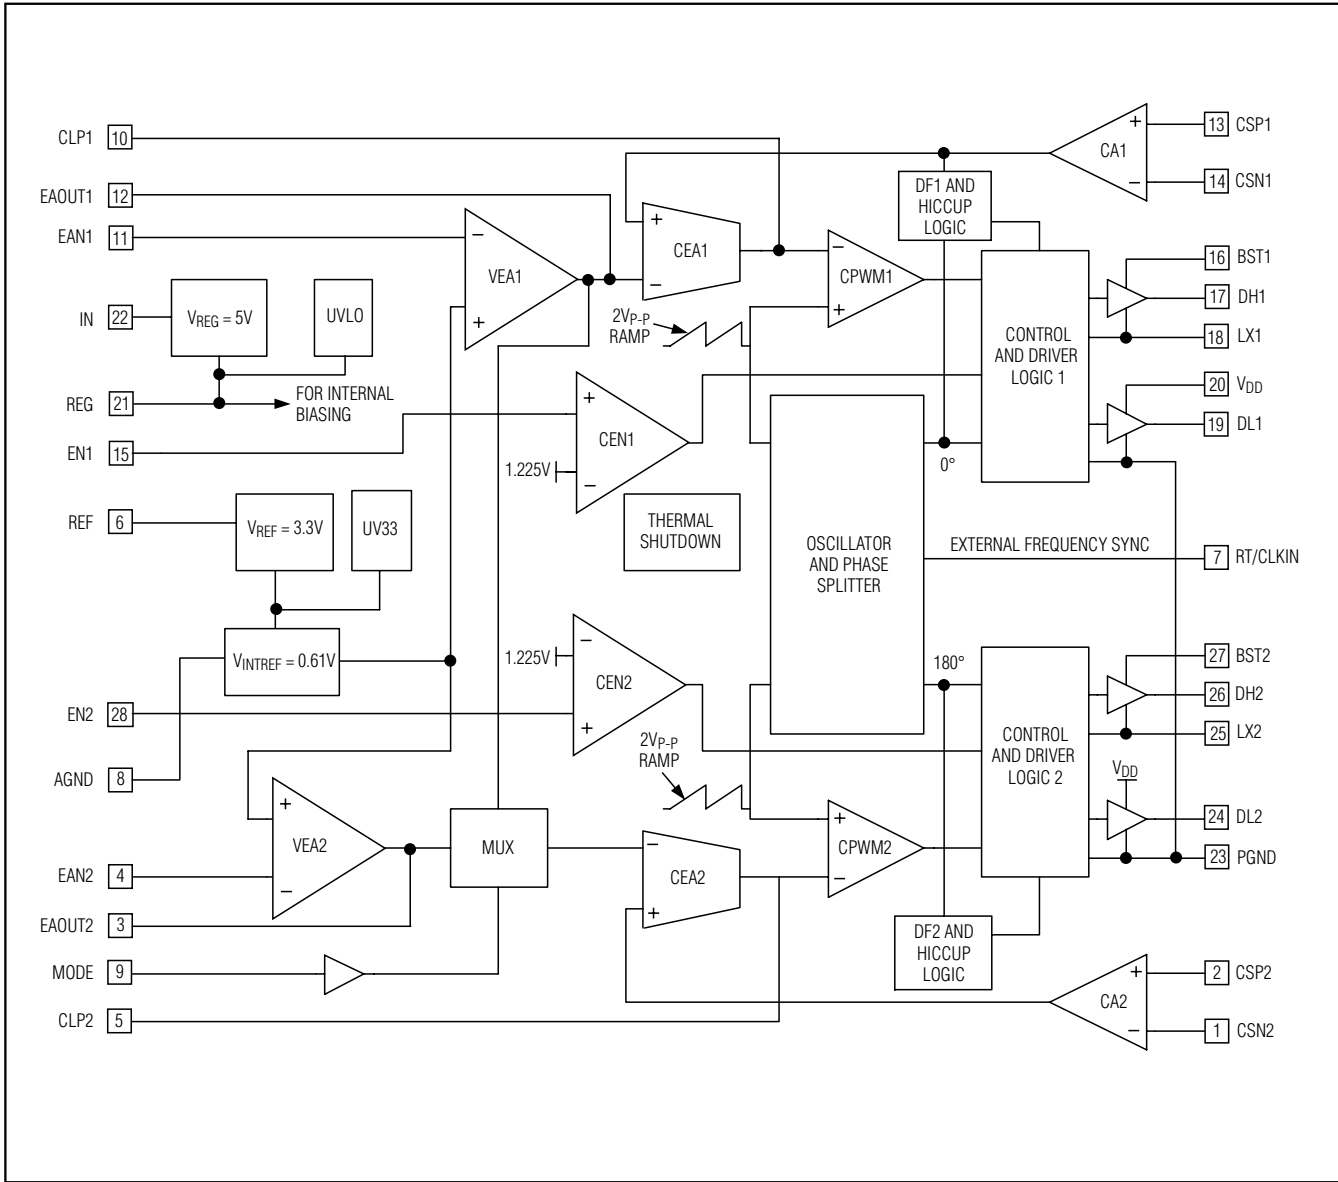 CLP1 10
EAOUT1 12
EAN1 11
IN 22
REG 21
EN1 15
REF 6
EN2 28
AGND 8
EAN2 4
EAOUT2 3
MODE 9
CLP2 5
VREG = 5V
UVLO
FOR INTERNAL
BIASING
VREF = 3.3V
UV33
VINTREF = 0.61V
−
VEA1
+
+
CEA1
−
2VP-P
RAMP
+
CEN1
1.225V
−
THERMAL
SHUTDOWN
−
1.225V
CEN2
+
2VP-P
RAMP
+
VEA2
−
MUX
−
CEA2
+
−
CPWM1
+
OSCILLATOR
AND PHASE
SPLITTER
+
CPWM2
−
DF1 AND
HICCUP
LOGIC
0°
EXTERNAL FREQUENCY SYNC
180°
DF2 AND
HICCUP
LOGIC
CONTROL
AND DRIVER
LOGIC 1
CONTROL
AND DRIVER
LOGIC 2
VDD
+
CA1
−
+
CA2
−
13 CSP1
14 CSN1
16 BST1
17 DH1
18 LX1
20 VDD
19 DL1
7 RT/CLKIN
27 BST2
26 DH2
25 LX2
24 DL2
23 PGND
2 CSP2
1 CSN2